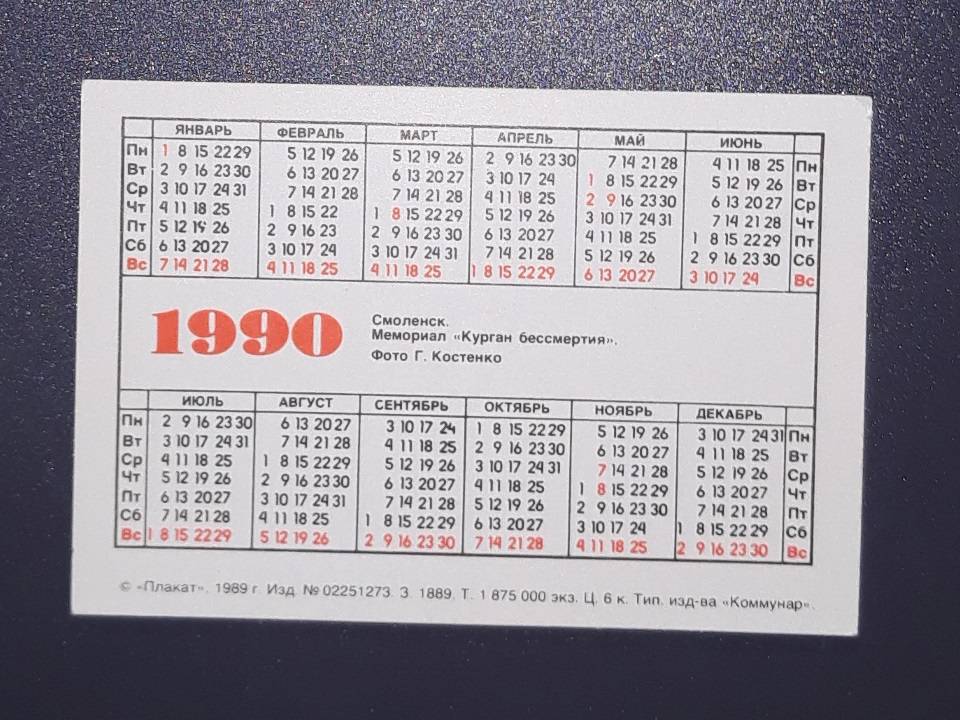 ЯНВАРЬ ФЕВРАЛЬ МАРТ АПРЕЛЬ МАЙ ИЮНЬ
Пн 1 8 15 22 29 5 12 19 26 5 12 19 26 2 9 16 23 30 7 14 21 28 4 11 18 25 Пн
Вт 2 9 16 23 30 6 13 20 27 6 13 20 27 3 10 17 24 1 8 15 22 29 5 12 19 26 Вт
Ср 3 10 17 24 31 7 14 21 28 7 14 21 28 4 11 18 25 2 9 16 23 30 6 13 20 27 Ср
Чт 4 11 18 25 1 8 15 22 1 8 15 22 29 5 12 19 26 3 10 17 24 31 7 14 21 28 Чт
Пт 5 12 19 26 2 9 16 23 2 9 16 23 30 6 13 20 27 4 11 18 25 1 8 15 22 29 Пт
Сб 6 13 20 27 3 10 17 24 3 10 17 24 31 7 14 21 28 5 12 19 26 2 9 16 23 30 Сб
Вс 7 14 21 28 4 11 18 25 4 11 18 25 1 8 15 22 29 6 13 20 27 3 10 17 24 Вс
1990
Смоленск.
Мемориал «Курган бессмертия».
Фото Г. Костенко
ИЮЛЬ АВГУСТ СЕНТЯБРЬ ОКТЯБРЬ НОЯБРЬ ДЕКАБРЬ
Пн 2 9 16 23 30 6 13 20 27 3 10 17 24 1 8 15 22 29 5 12 19 26 3 10 17 24 31 Пн
Вт 3 10 17 24 31 7 14 21 28 4 11 18 25 2 9 16 23 30 6 13 20 27 4 11 18 25 Вт
Ср 4 11 18 25 1 8 15 22 29 5 12 19 26 3 10 17 24 31 7 14 21 28 5 12 19 26 Ср
Чт 5 12 19 26 2 9 16 23 30 6 13 20 27 4 11 18 25 1 8 15 22 29 6 13 20 27 Чт
Пт 6 13 20 27 3 10 17 24 31 7 14 21 28 5 12 19 26 2 9 16 23 30 7 14 21 28 Пт
Сб 7 14 21 28 4 11 18 25 1 8 15 22 29 6 13 20 27 3 10 17 24 1 8 15 22 29 Сб
Вс 1 8 15 22 29 5 12 19 26 2 9 16 23 30 7 14 21 28 4 11 18 25 2 9 16 23 30 Вс
© «Плакат». 1989 г. Изд. № 02251273. З. 1889. Т. 1 875 000 экз. Ц. 6 к. Тип. изд-ва «Коммунар».